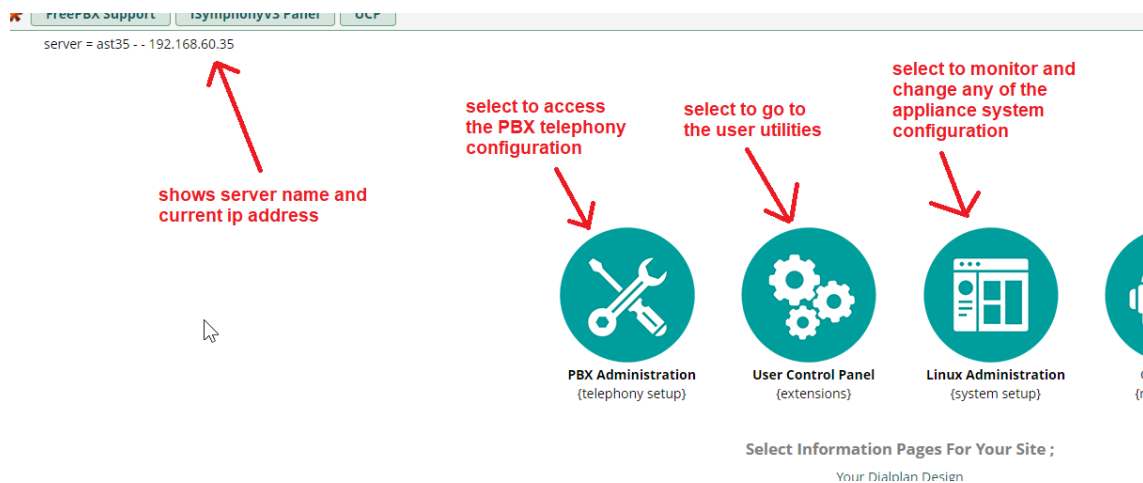 FreePBX Support iSymphonyV3 Panel UCP
server = ast35 - - 192.168.60.35
select to monitor and
change any of the
appliance system
configuration
select to access
the PBX telephony
configuration
select to go to
the user utilities
shows server name and
current ip address
PBX Administration
{telephony setup}
User Control Panel
{extensions}
Linux Administration
{system setup}
Select Information Pages For Your Site ;
Your Dialplan Design